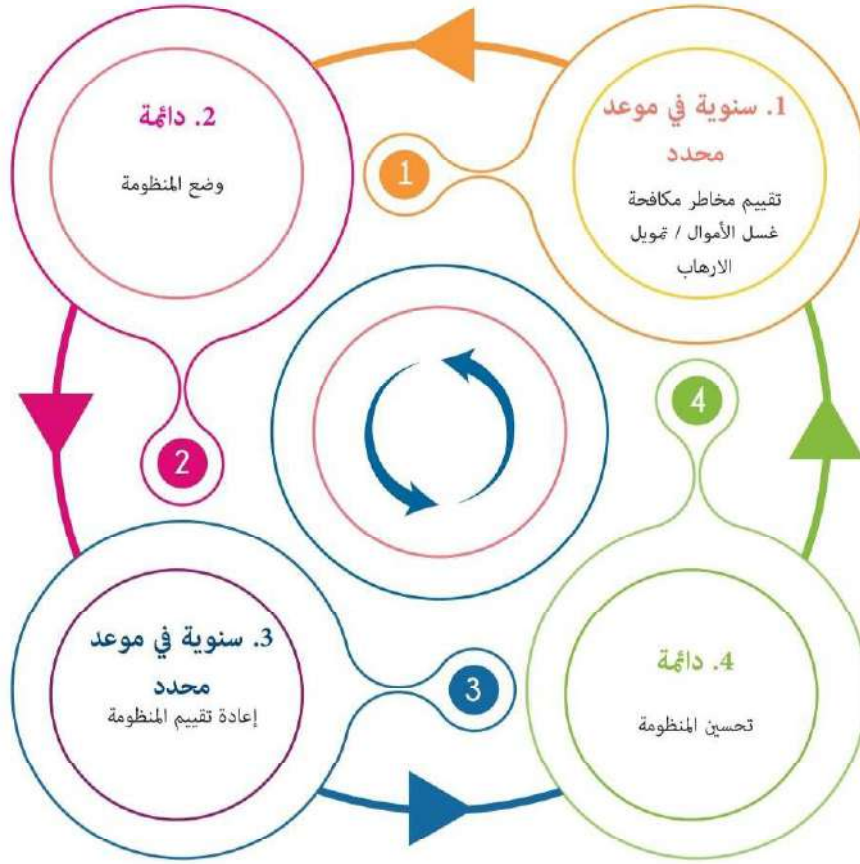 1. سنوية في موعد
محدد
تقييم مخاطر مكافحة
غسل الأموال / تمويل
الارهاب
1
2. دائمة
وضع المنظومة
2
3. سنوية في موعد
محدد
إعادة تقييم المنظومة
3
4. دائمة
تحسين المنظومة
4